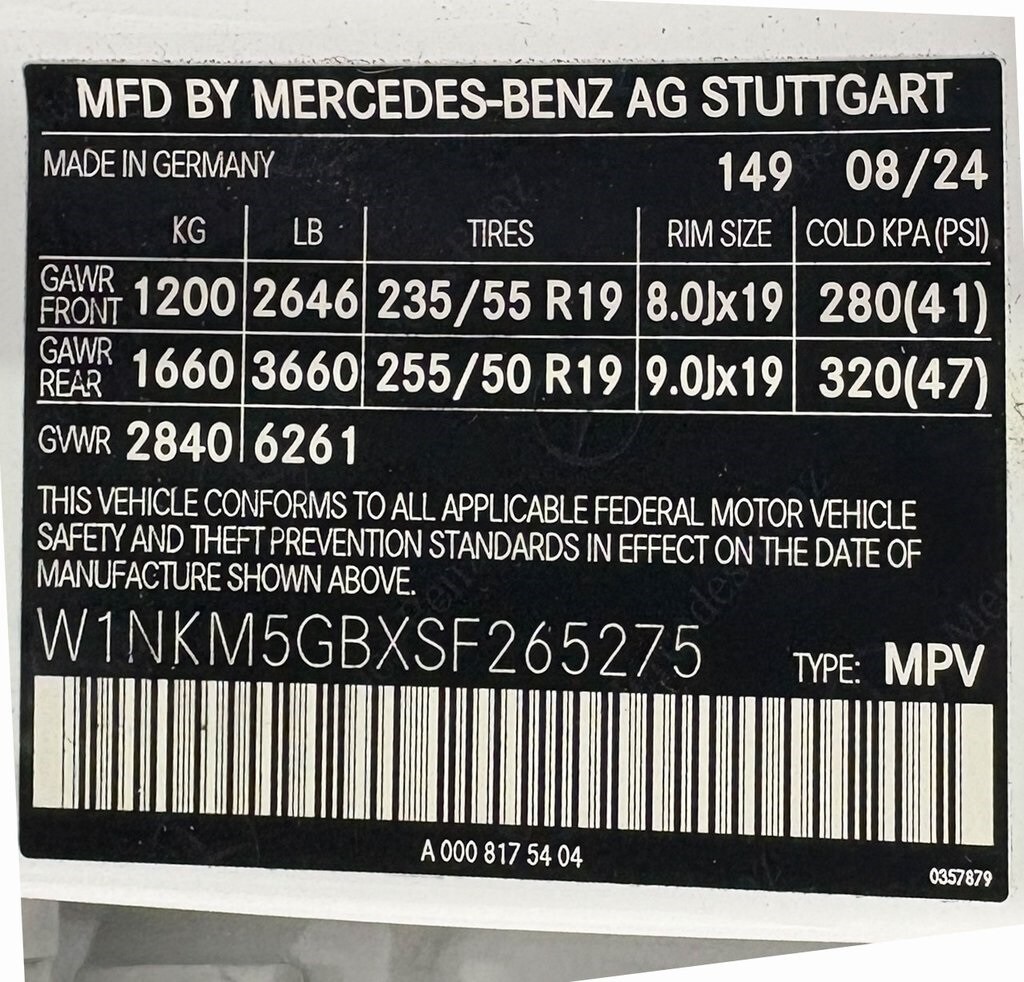 MFD BY MERCEDES-BENZ AG STUTTGART
MADE IN GERMANY 149 08/24
KG LB TIRES RIM SIZE COLD KPA (PSI)
GAWR FRONT 1200 2646 235/55 R19 8.0Jx19 280(41)
GAWR REAR 1660 3660 255/50 R19 9.0Jx19 320(47)
GVWR 2840 6261
THIS VEHICLE CONFORMS TO ALL APPLICABLE FEDERAL MOTOR VEHICLE
SAFETY AND THEFT PREVENTION STANDARDS IN EFFECT ON THE DATE OF
MANUFACTURE SHOWN ABOVE.
W1NKM5GBXSF265275 TYPE: MPV
A 000 817 54 04
0357879